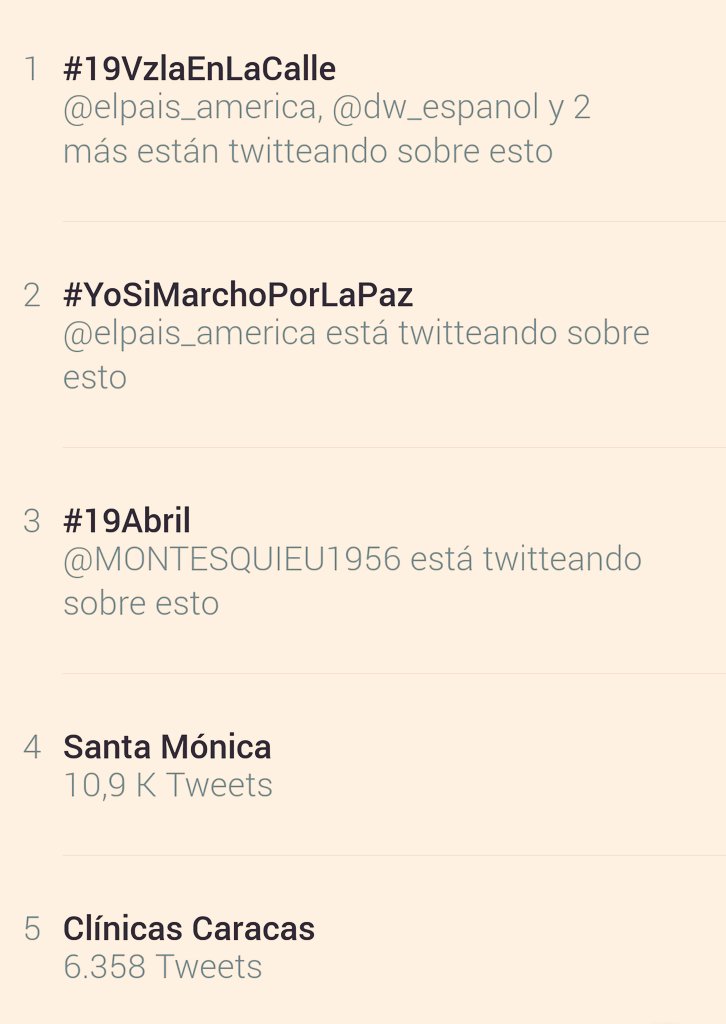 1 #19VzlaEnLaCalle
@elpais_america, @dw_espanol y 2
más están twitteando sobre esto
2 #YoSiMarchoPorLaPaz
@elpais_america está twitteando sobre
esto
3 #19Abril
@MONTESQUIEU1956 está twitteando
sobre esto
4 Santa Mónica
10,9 K Tweets
5 Clínicas Caracas
6.358 Tweets